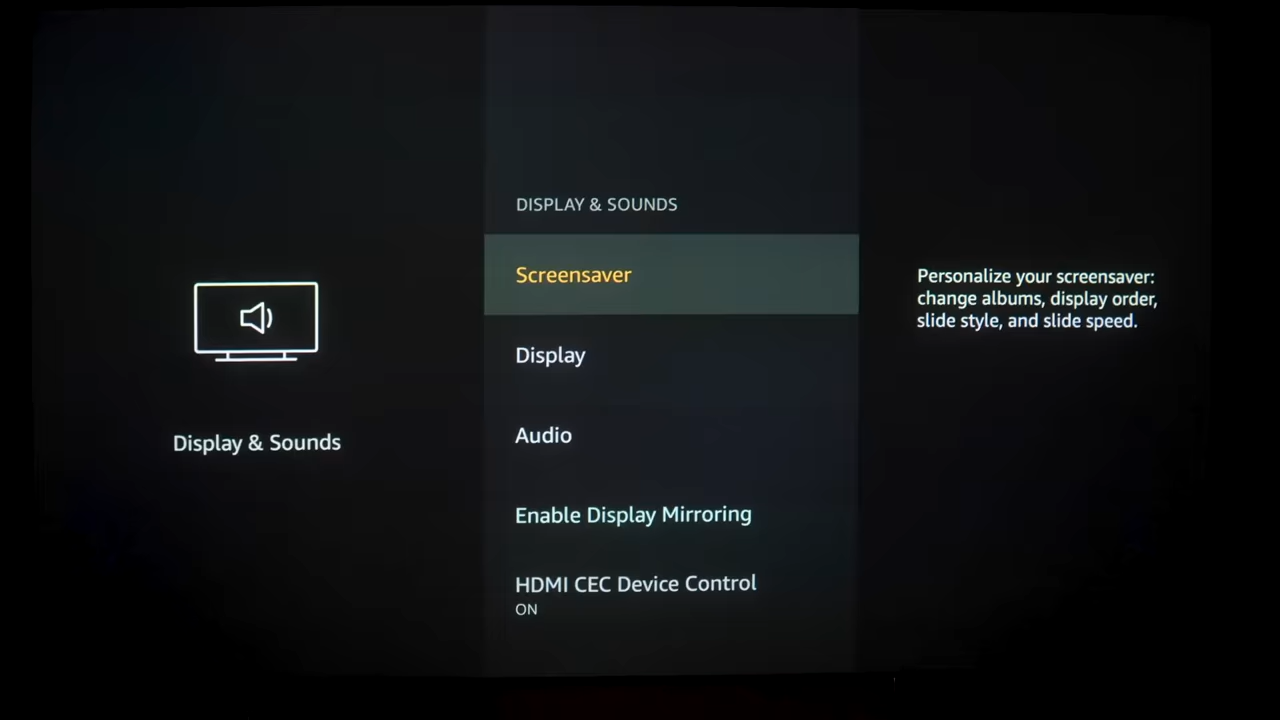 DISPLAY & SOUNDS
Screensaver
Display
Audio
Enable Display Mirroring
HDMI CEC Device Control
ON
Display & Sounds
Personalize your screensaver:
change albums, display order,
slide style, and slide speed.